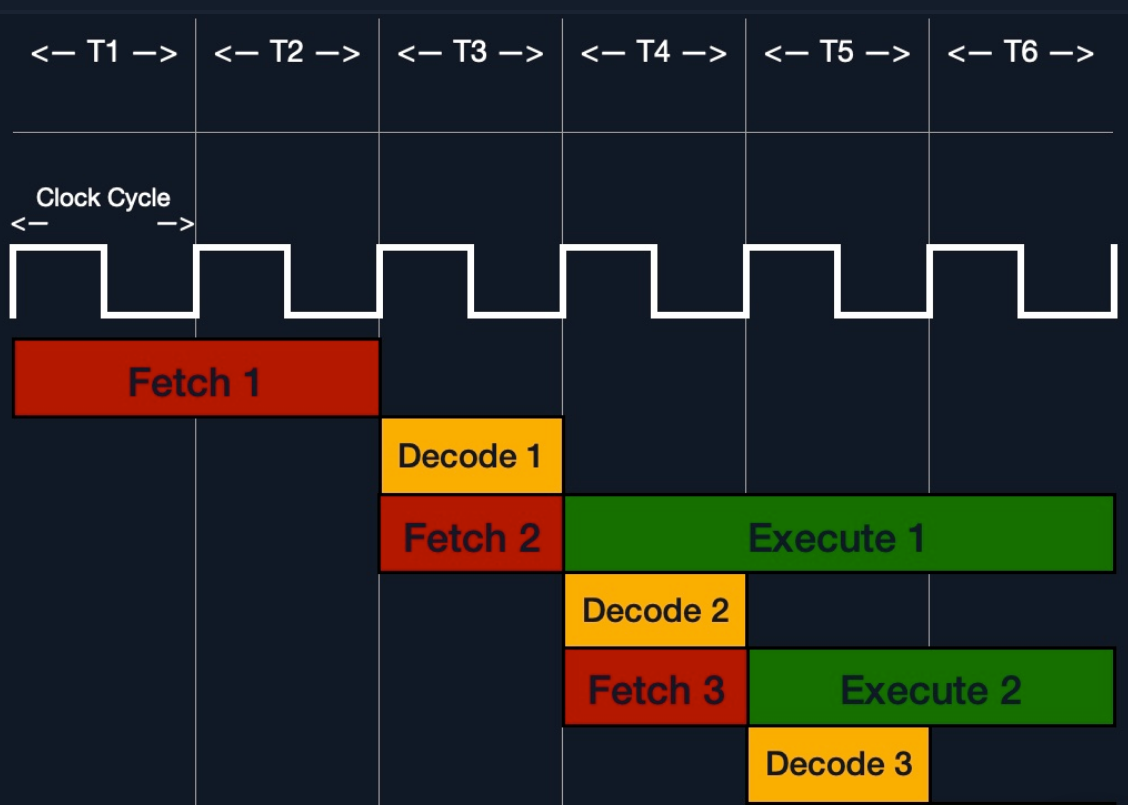 <— T1 —> <— T2 —> <— T3 —> <— T4 —> <— T5 —> <— T6 —>
Clock Cycle
<— —>
Fetch 1
Decode 1
Fetch 2 Execute 1
Decode 2
Fetch 3 Execute 2
Decode 3